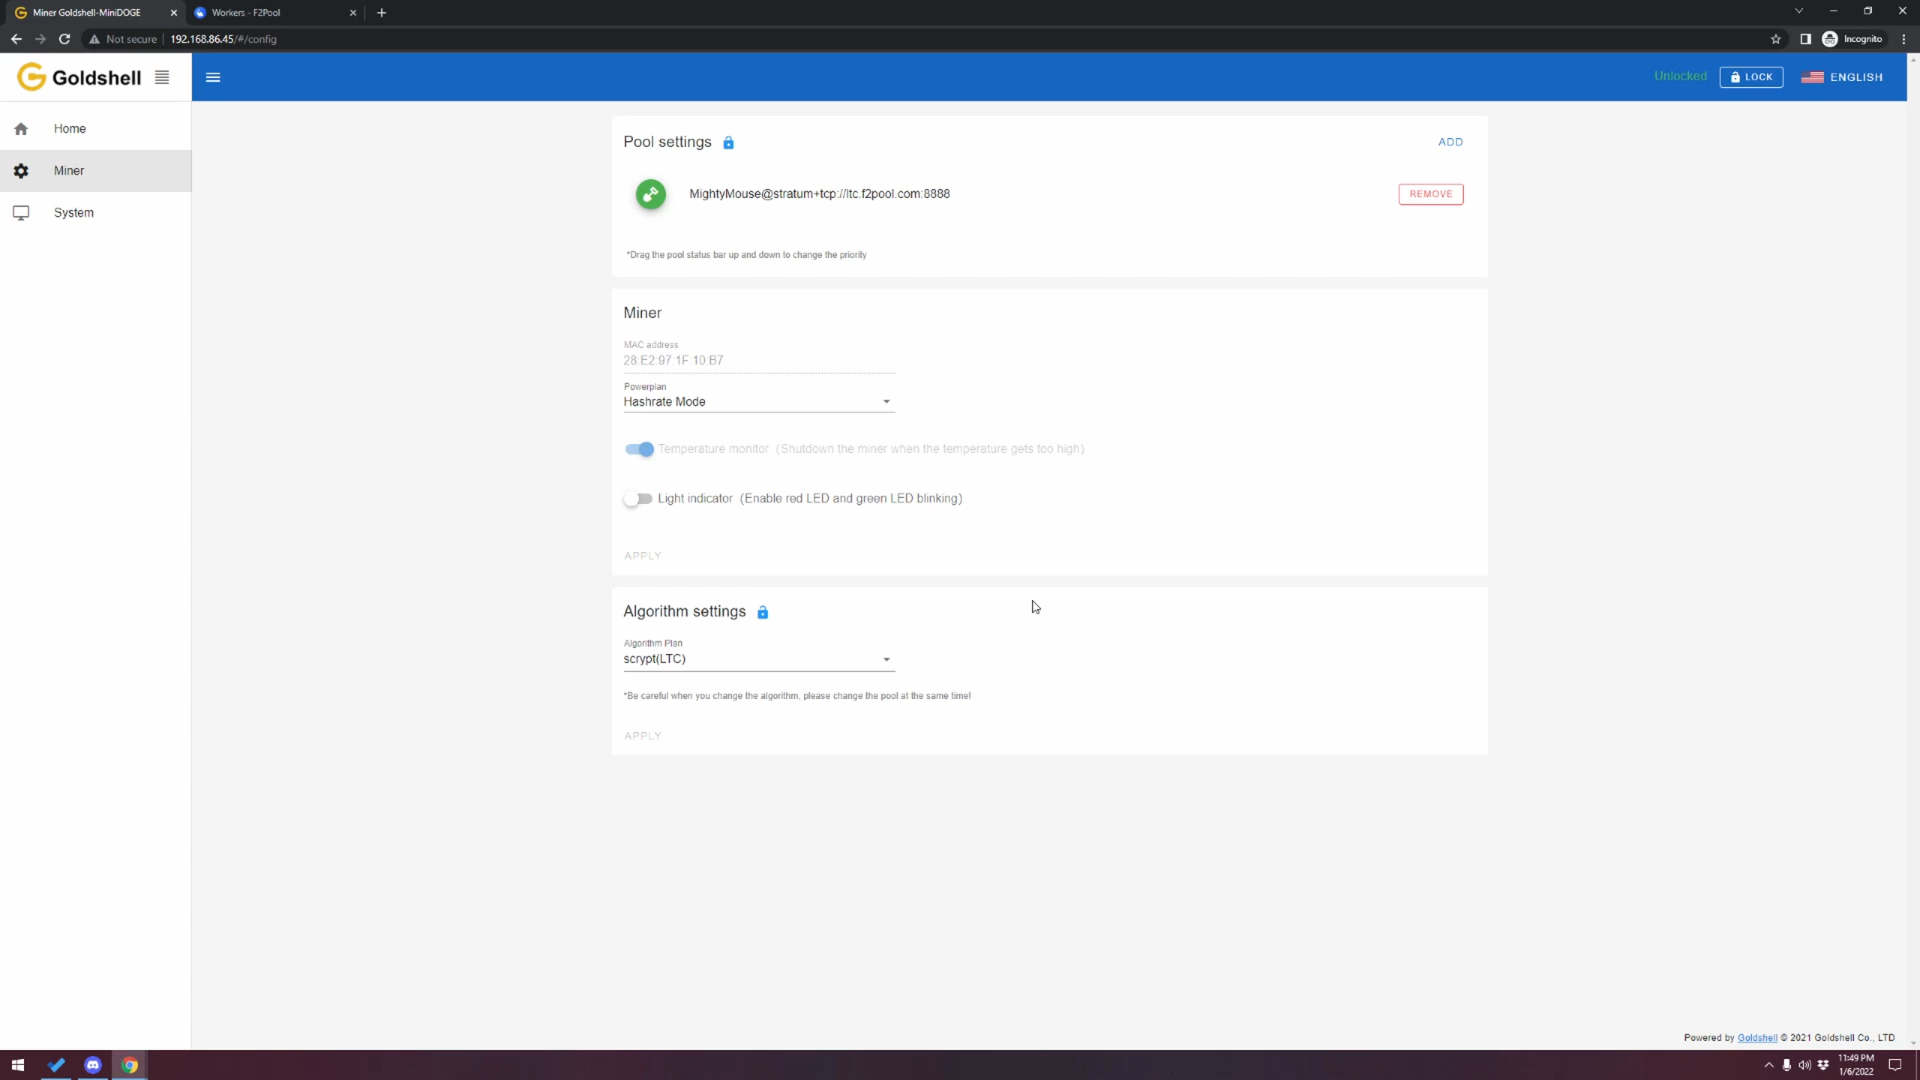 Miner Goldshell-MiniDOGE
Workers - F2Pool
Not secure
192.168.86.45/#/config
Incognito
Goldshell
Unlocked
LOCK
ENGLISH
Home
Miner
System
Pool settings
ADD
MightyMouse@stratum+tcp://ltc.f2pool.com:8888
REMOVE
*Drag the pool status bar up and down to change the priority
Miner
MAC address
28:E2:97:1F:10:B7
Powerplan
Hashrate Mode
Temperature monitor (Shutdown the miner when the temperature gets too high)
Light indicator (Enable red LED and green LED blinking)
APPLY
Algorithm settings
Algorithm Plan
scrypt(LTC)
*Be careful when you change the algorithm, please change the pool at the same time!
APPLY
Powered by Goldshell © 2021 Goldshell Co., LTD
11:49 PM
1/6/2022